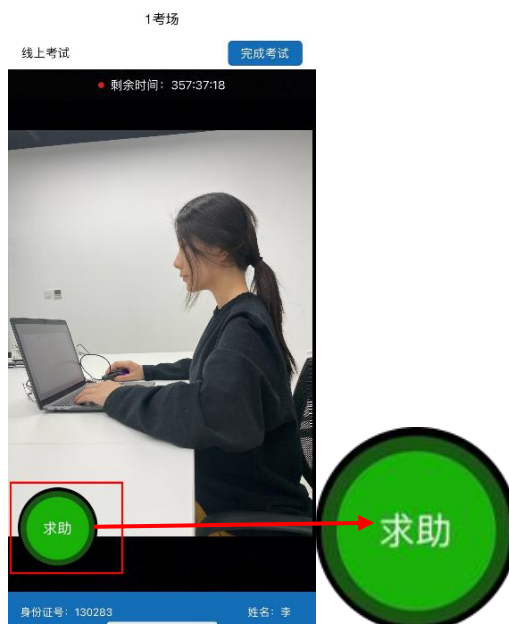 1考场
线上考试
完成考试
剩余时间：357:37:18
求助
求助
身份证号：130283
姓名：李